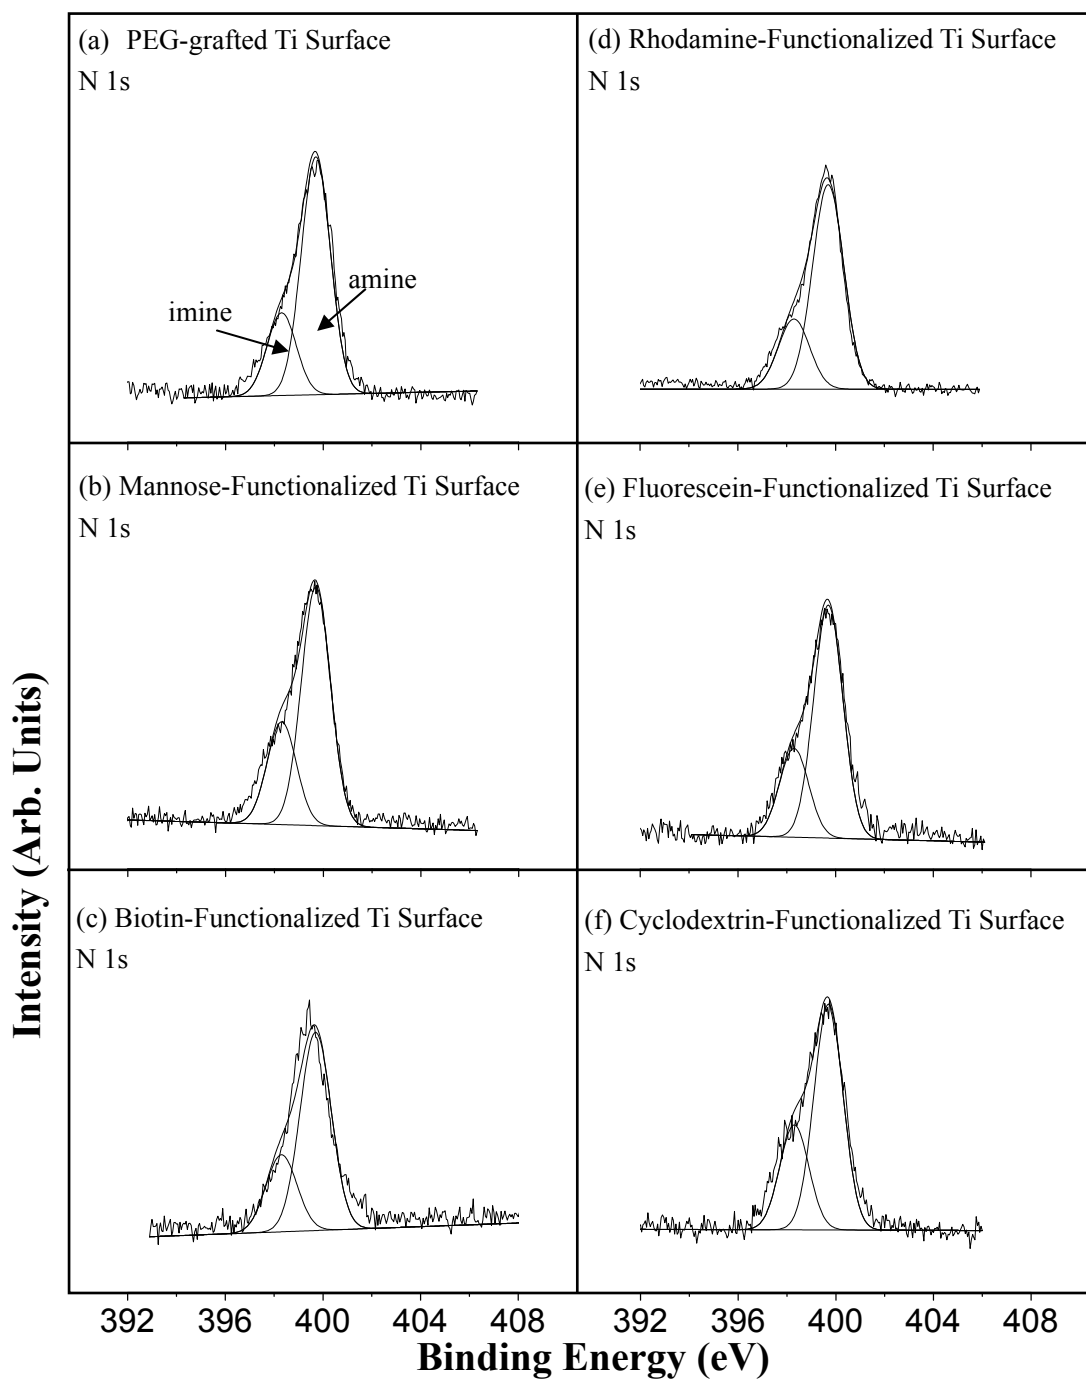 (a) PEG-grafted Ti Surface
N 1s
imine
amine
(d) Rhodamine-Functionalized Ti Surface
N 1s
(b) Mannose-Functionalized Ti Surface
N 1s
(e) Fluorescein-Functionalized Ti Surface
N 1s
(c) Biotin-Functionalized Ti Surface
N 1s
(f) Cyclodextrin-Functionalized Ti Surface
N 1s
Intensity (Arb. Units)
392 396 400 404 408
392 396 400 404 408
Binding Energy (eV)